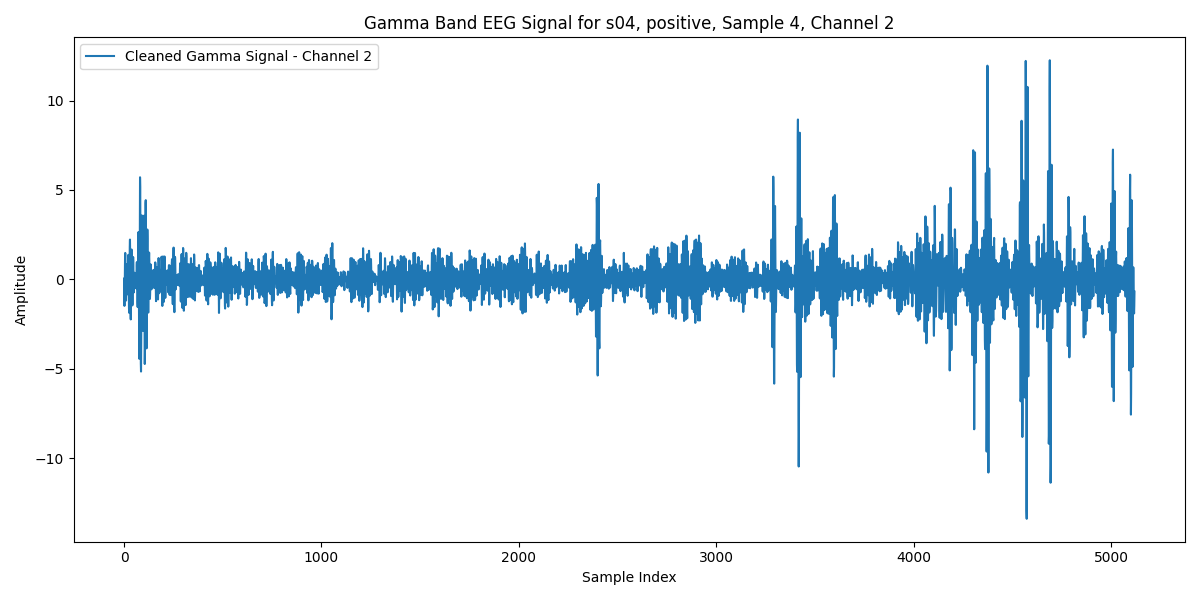 Gamma Band EEG Signal for s04, positive, Sample 4, Channel 2
Cleaned Gamma Signal - Channel 2
Amplitude
10
5
0
−5
−10
0 1000 2000 3000 4000 5000
Sample Index